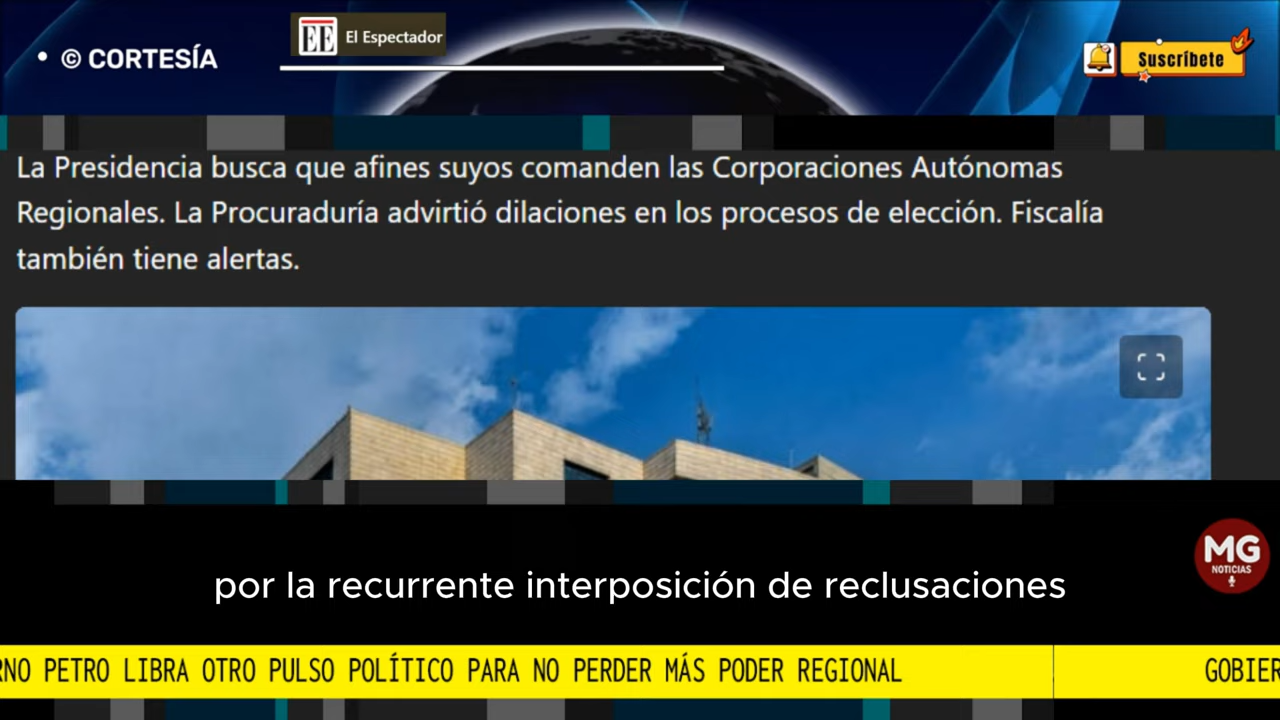 • © CORTESÍA
EE El Espectador
Suscríbete
La Presidencia busca que afines suyos comanden las Corporaciones Autónomas
Regionales. La Procuraduría advirtió dilaciones en los procesos de elección. Fiscalía
también tiene alertas.
MG
NOTICIAS
por la recurrente interposición de reclusaciones
RNO PETRO LIBRA OTRO PULSO POLÍTICO PARA NO PERDER MÁS PODER REGIONAL
GOBIER